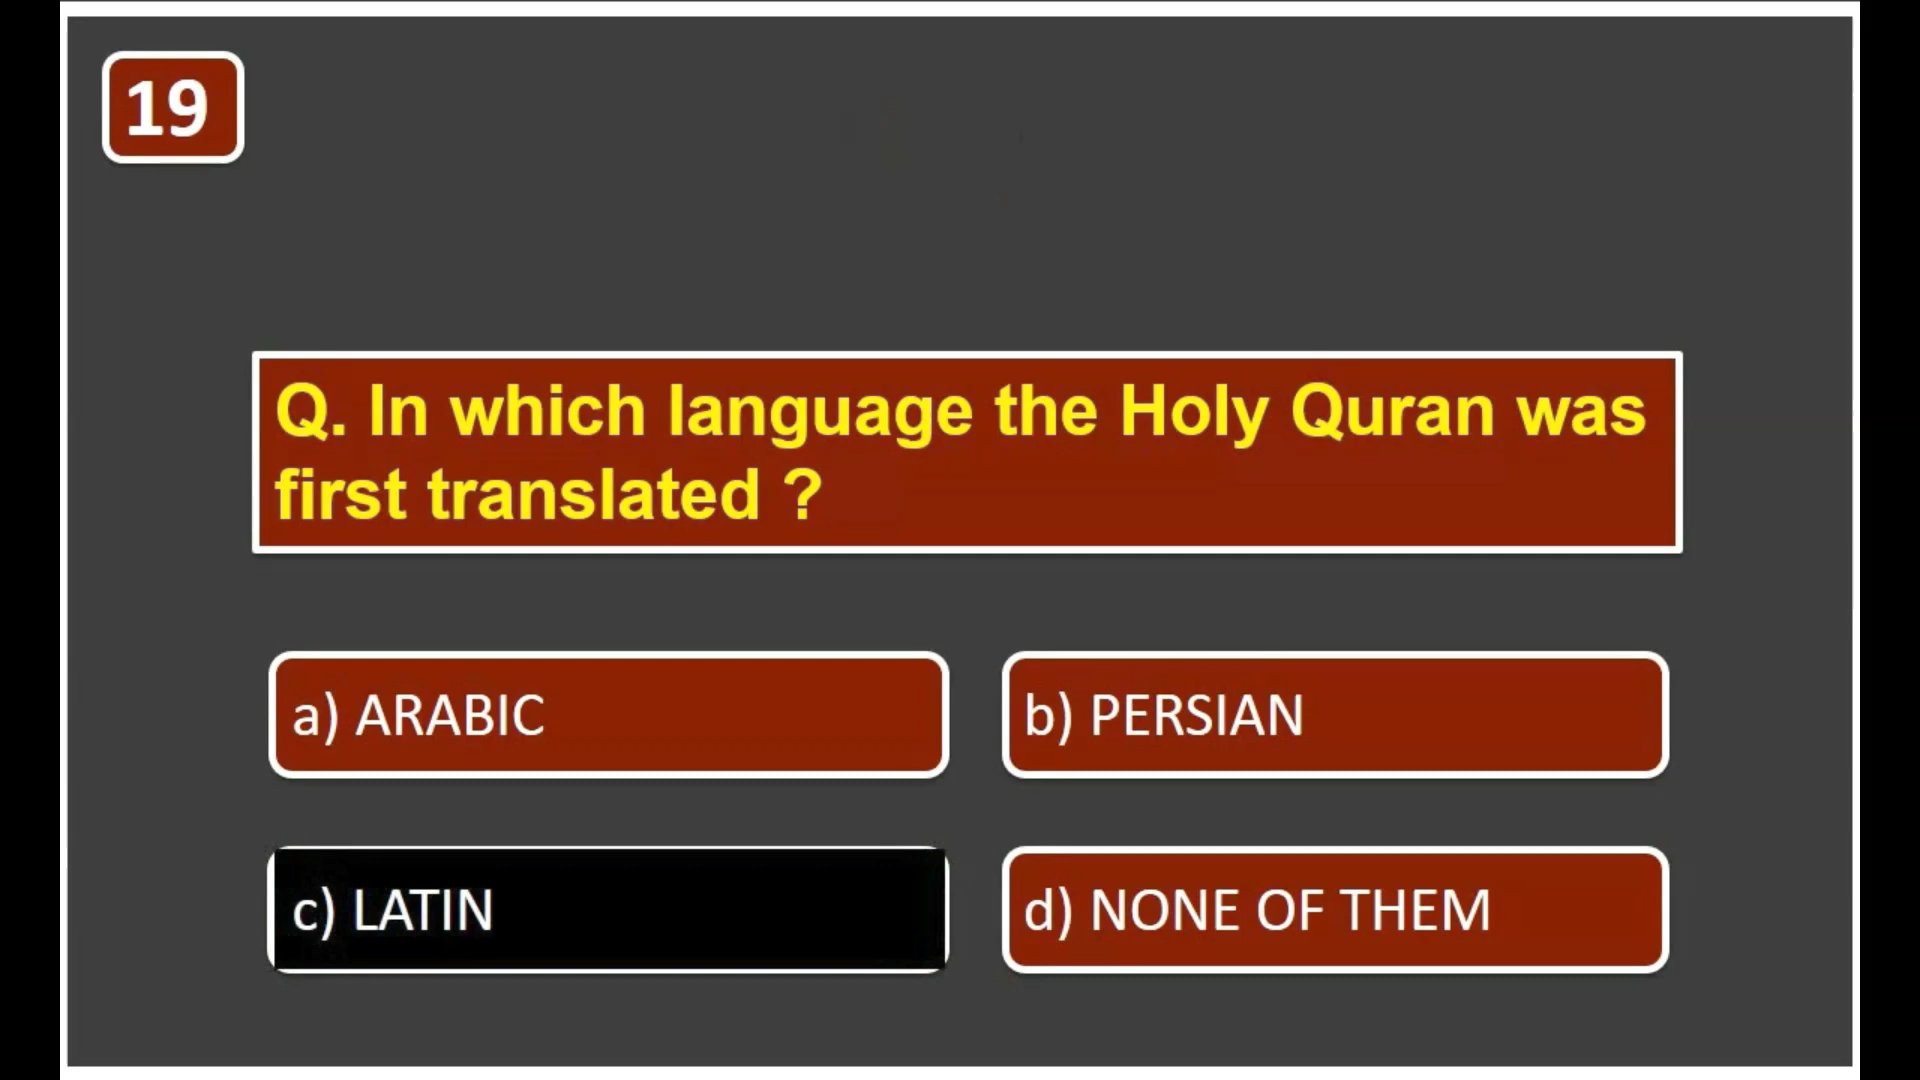 19
Q. In which language the Holy Quran was
first translated ?
a) ARABIC
b) PERSIAN
c) LATIN
d) NONE OF THEM